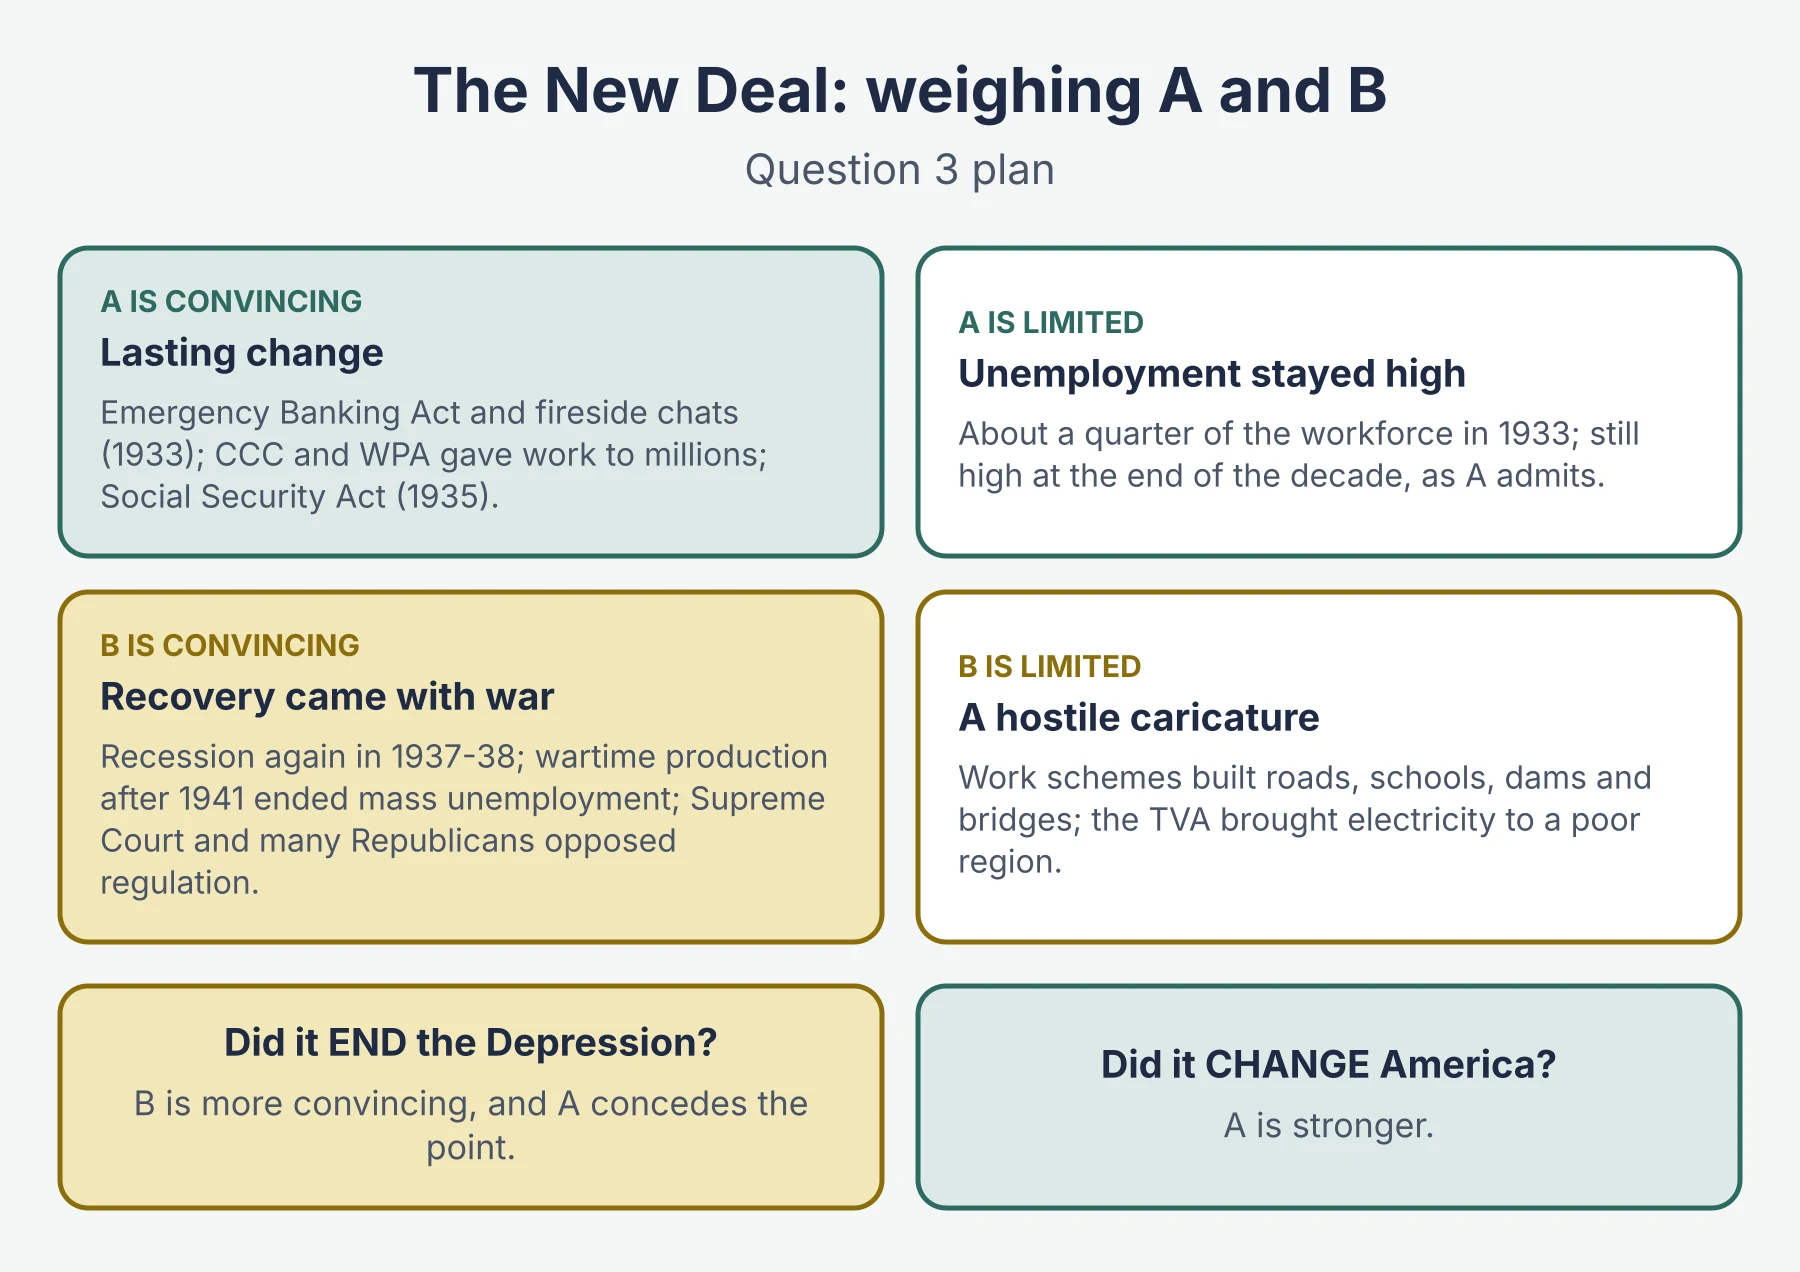 The New Deal: weighing A and B
Question 3 plan
A IS CONVINCING
Lasting change
Emergency Banking Act and fireside chats
(1933); CCC and WPA gave work to millions;
Social Security Act (1935).
A IS LIMITED
Unemployment stayed high
About a quarter of the workforce in 1933; still
high at the end of the decade, as A admits.
B IS CONVINCING
Recovery came with war
Recession again in 1937-38; wartime production
after 1941 ended mass unemployment; Supreme
Court and many Republicans opposed
regulation.
B IS LIMITED
A hostile caricature
Work schemes built roads, schools, dams and
bridges; the TVA brought electricity to a poor
region.
Did it END the Depression?
B is more convincing, and A concedes the
point.
Did it CHANGE America?
A is stronger.